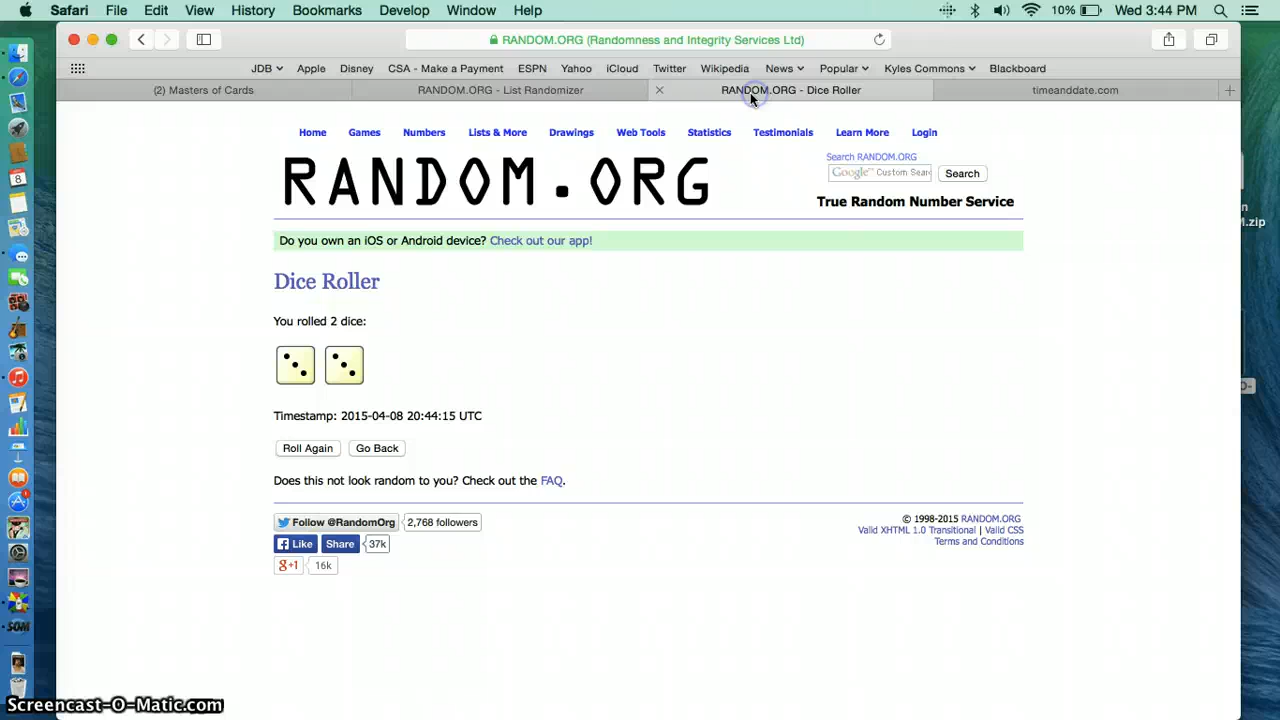 Safari File Edit View History Bookmarks Develop Window Help 10% Wed 3:44 PM
RANDOM.ORG (Randomness and Integrity Services Ltd)
JDB Apple Disney CSA - Make a Payment ESPN Yahoo iCloud Twitter Wikipedia News Popular Kyles Commons Blackboard
(2) Masters of Cards RANDOM.ORG - List Randomizer RANDOM.ORG - Dice Roller timeanddate.com
Home Games Numbers Lists & More Drawings Web Tools Statistics Testimonials Learn More Login
Search RANDOM.ORG
RANDOM.ORG
Google™ Custom Sear Search
True Random Number Service
8
M.zip
Do you own an iOS or Android device? Check out our app!
Dice Roller
You rolled 2 dice:
Timestamp: 2015-04-08 20:44:15 UTC
Roll Again Go Back
Does this not look random to you? Check out the FAQ.
Follow @RandomOrg 2,768 followers
Like Share 37k
g+1 16k
© 1998-2015 RANDOM.ORG
Valid XHTML 1.0 Transitional | Valid CSS
Terms and Conditions
SOM
Screencast-O-Matic.com